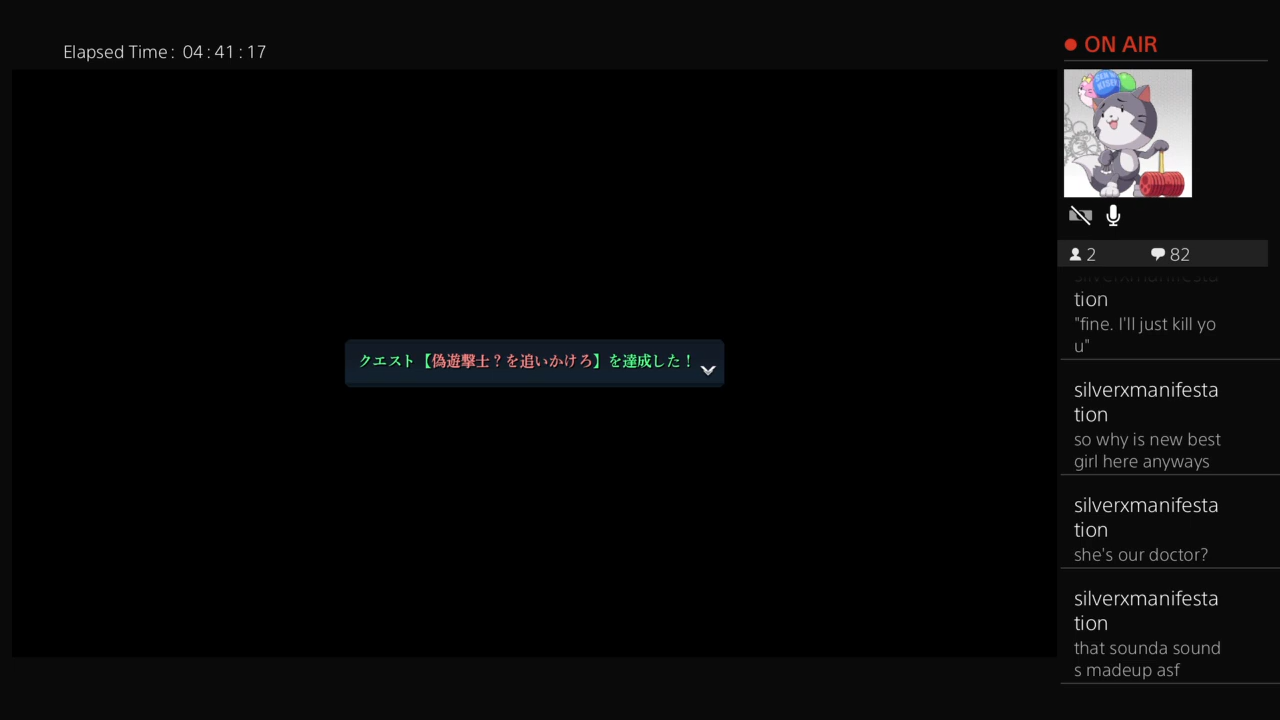 Elapsed Time: 04:41:17
ON AIR
2
82
tion
"fine. I'll just kill yo
u"
silverxmanifesta
tion
so why is new best
girl here anyways
silverxmanifesta
tion
she's our doctor?
silverxmanifesta
tion
that sounda sound
s madeup asf
クエスト【偽遊撃士？を追いかけろ】を達成した！